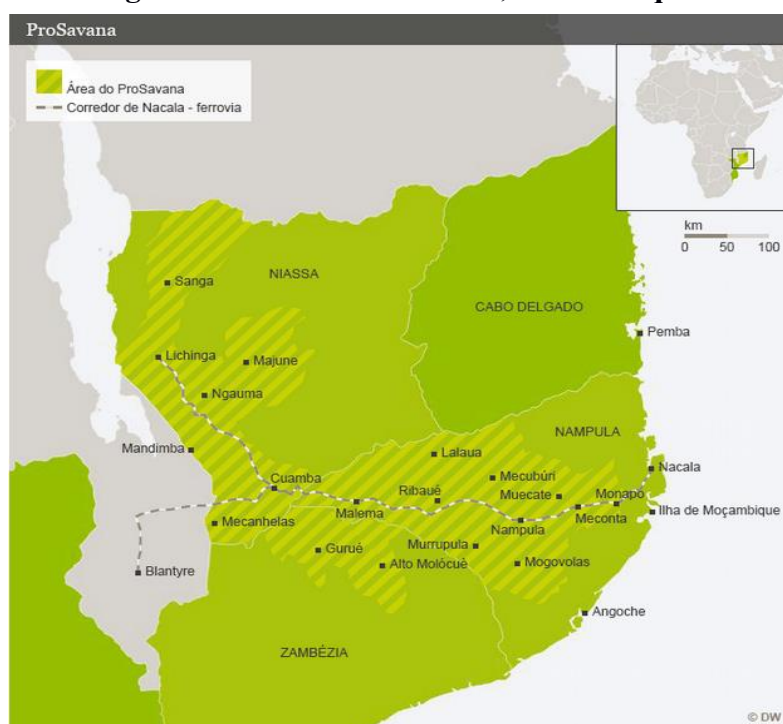 ProSavana
Área do ProSavana
Corredor de Nacala - ferrovia
km
0 50 100
Sanga
NIASSA
CABO DELGADO
Pemba
Lichinga
Majune
Ngauma
NAMPULA
Mandimba
Lalaua
Nacala
Cuamba
Mecubúri
Ribaué
Muecate
Monapo
Malema
Ilha de Moçambique
Mecanhelas
Nampula
Meconta
Gurué
Murrupula
Blantyre
Alto Molócuè
Mogovolas
Angoche
ZAMBÉZIA
© DW